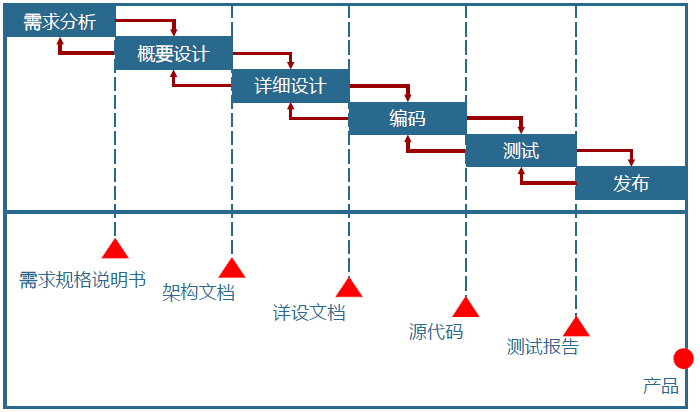 需求分析
概要设计
详细设计
编码
测试
发布
需求规格说明书
架构文档
详设文档
源代码
测试报告
产品